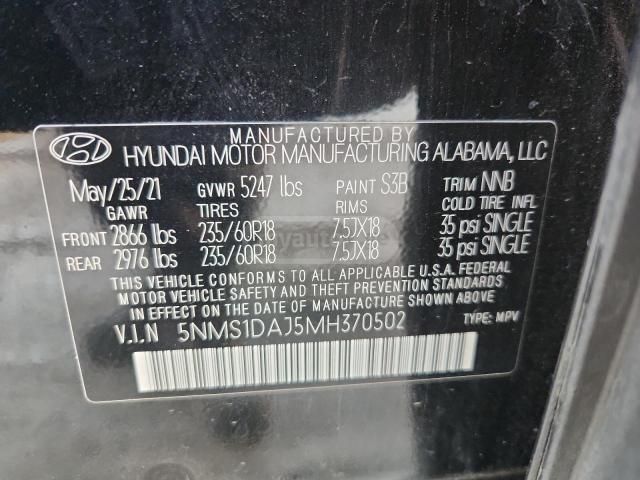 MANUFACTURED BY
HYUNDAI MOTOR MANUFACTURING ALABAMA, LLC
May/25/21 GVWR 5247 lbs PAINT S3B TRIM NNB
GAWR TIRES RIMS COLD TIRE INFL
FRONT 2866 lbs 235/60R18 7.5JX18 35 psi SINGLE
REAR 2976 lbs 235/60R18 7.5JX18 35 psi SINGLE
THIS VEHICLE CONFORMS TO ALL APPLICABLE U.S.A. FEDERAL
MOTOR VEHICLE SAFETY AND THEFT PREVENTION STANDARDS
IN EFFECT ON THE DATE OF MANUFACTURE SHOWN ABOVE.
V.I.N 5NMS1DAJ5MH370502 TYPE: MPV